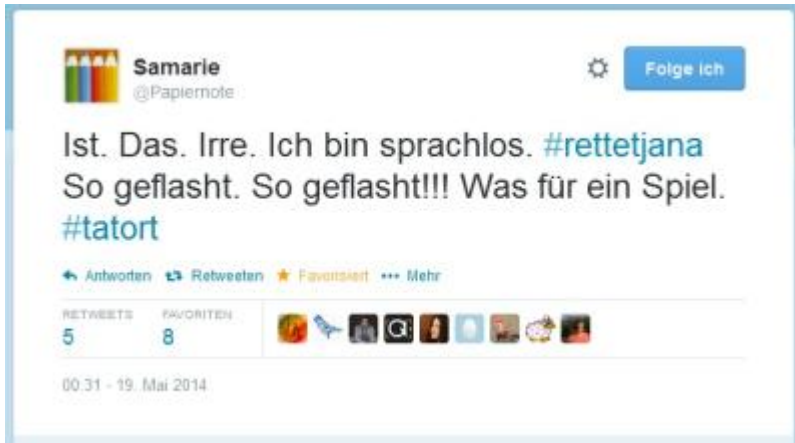 Samarie
@Papiernote
Folge ich
Ist. Das. Irre. Ich bin sprachlos. #rettetjana
So geflasht. So geflasht!!! Was für ein Spiel.
#tatort
Antworten Retweeten Favorisiert Mehr
RETWEETS FAVORITEN
5 8
00:31 - 19. Mai 2014